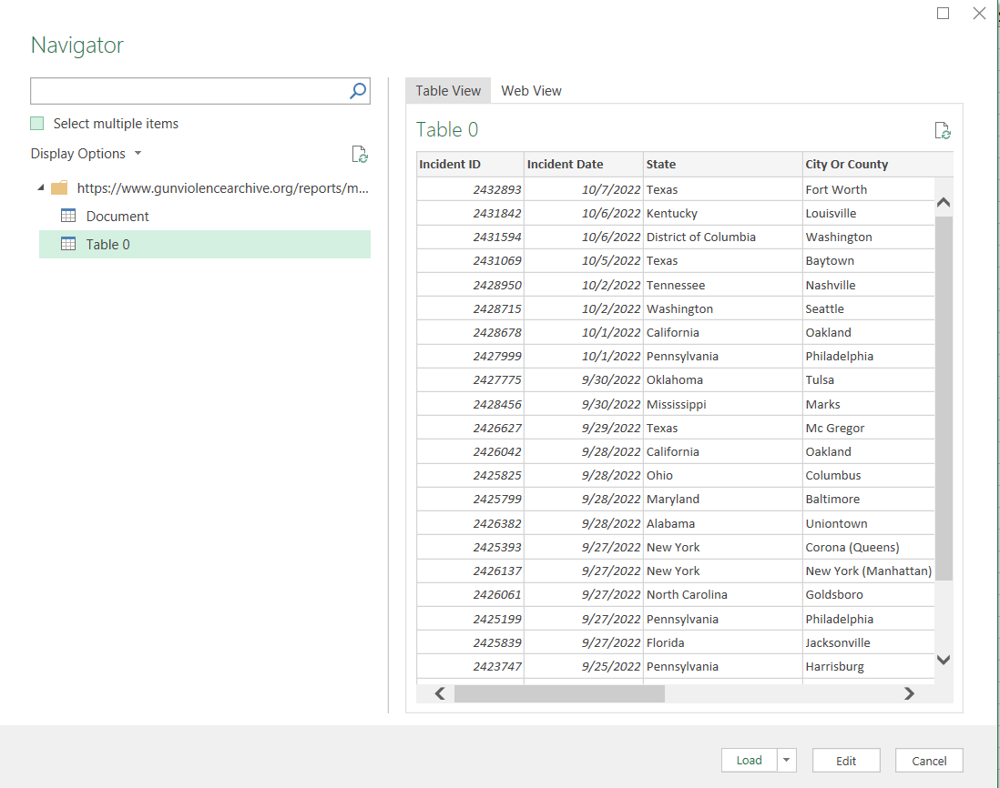 Navigator
Select multiple items
Display Options
https://www.gunviolencearchive.org/reports/m...
Document
Table 0
Table View Web View
Table 0
Incident ID Incident Date State City Or County
2432893 10/7/2022 Texas Fort Worth
2431842 10/6/2022 Kentucky Louisville
2431594 10/6/2022 District of Columbia Washington
2431069 10/5/2022 Texas Baytown
2428950 10/2/2022 Tennessee Nashville
2428715 10/2/2022 Washington Seattle
2428678 10/1/2022 California Oakland
2427999 10/1/2022 Pennsylvania Philadelphia
2427775 9/30/2022 Oklahoma Tulsa
2428456 9/30/2022 Mississippi Marks
2426627 9/29/2022 Texas Mc Gregor
2426042 9/28/2022 California Oakland
2425825 9/28/2022 Ohio Columbus
2425799 9/28/2022 Maryland Baltimore
2426382 9/28/2022 Alabama Uniontown
2425393 9/27/2022 New York Corona (Queens)
2426137 9/27/2022 New York New York (Manhattan)
2426061 9/27/2022 North Carolina Goldsboro
2425199 9/27/2022 Pennsylvania Philadelphia
2425839 9/27/2022 Florida Jacksonville
2423747 9/25/2022 Pennsylvania Harrisburg
Load Edit Cancel